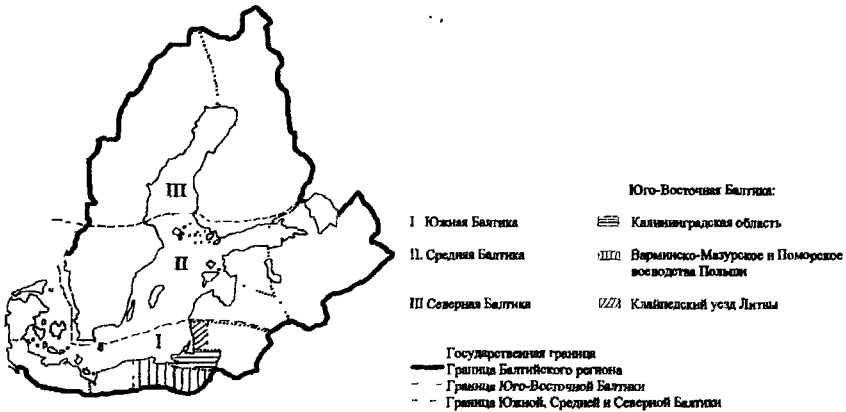 III
II
I
Юго-Восточная Балтика:
I Южная Балтика
Калининградская область
II. Средняя Балтика
Варминско-Мазурское и Поморское
воеводства Польши
III Северная Балтика
Клайпедский уезд Литвы
Государственная граница
Граница Балтийского региона
Граница Юго-Восточной Балтики
Граница Южной, Средней и Северной Балтики